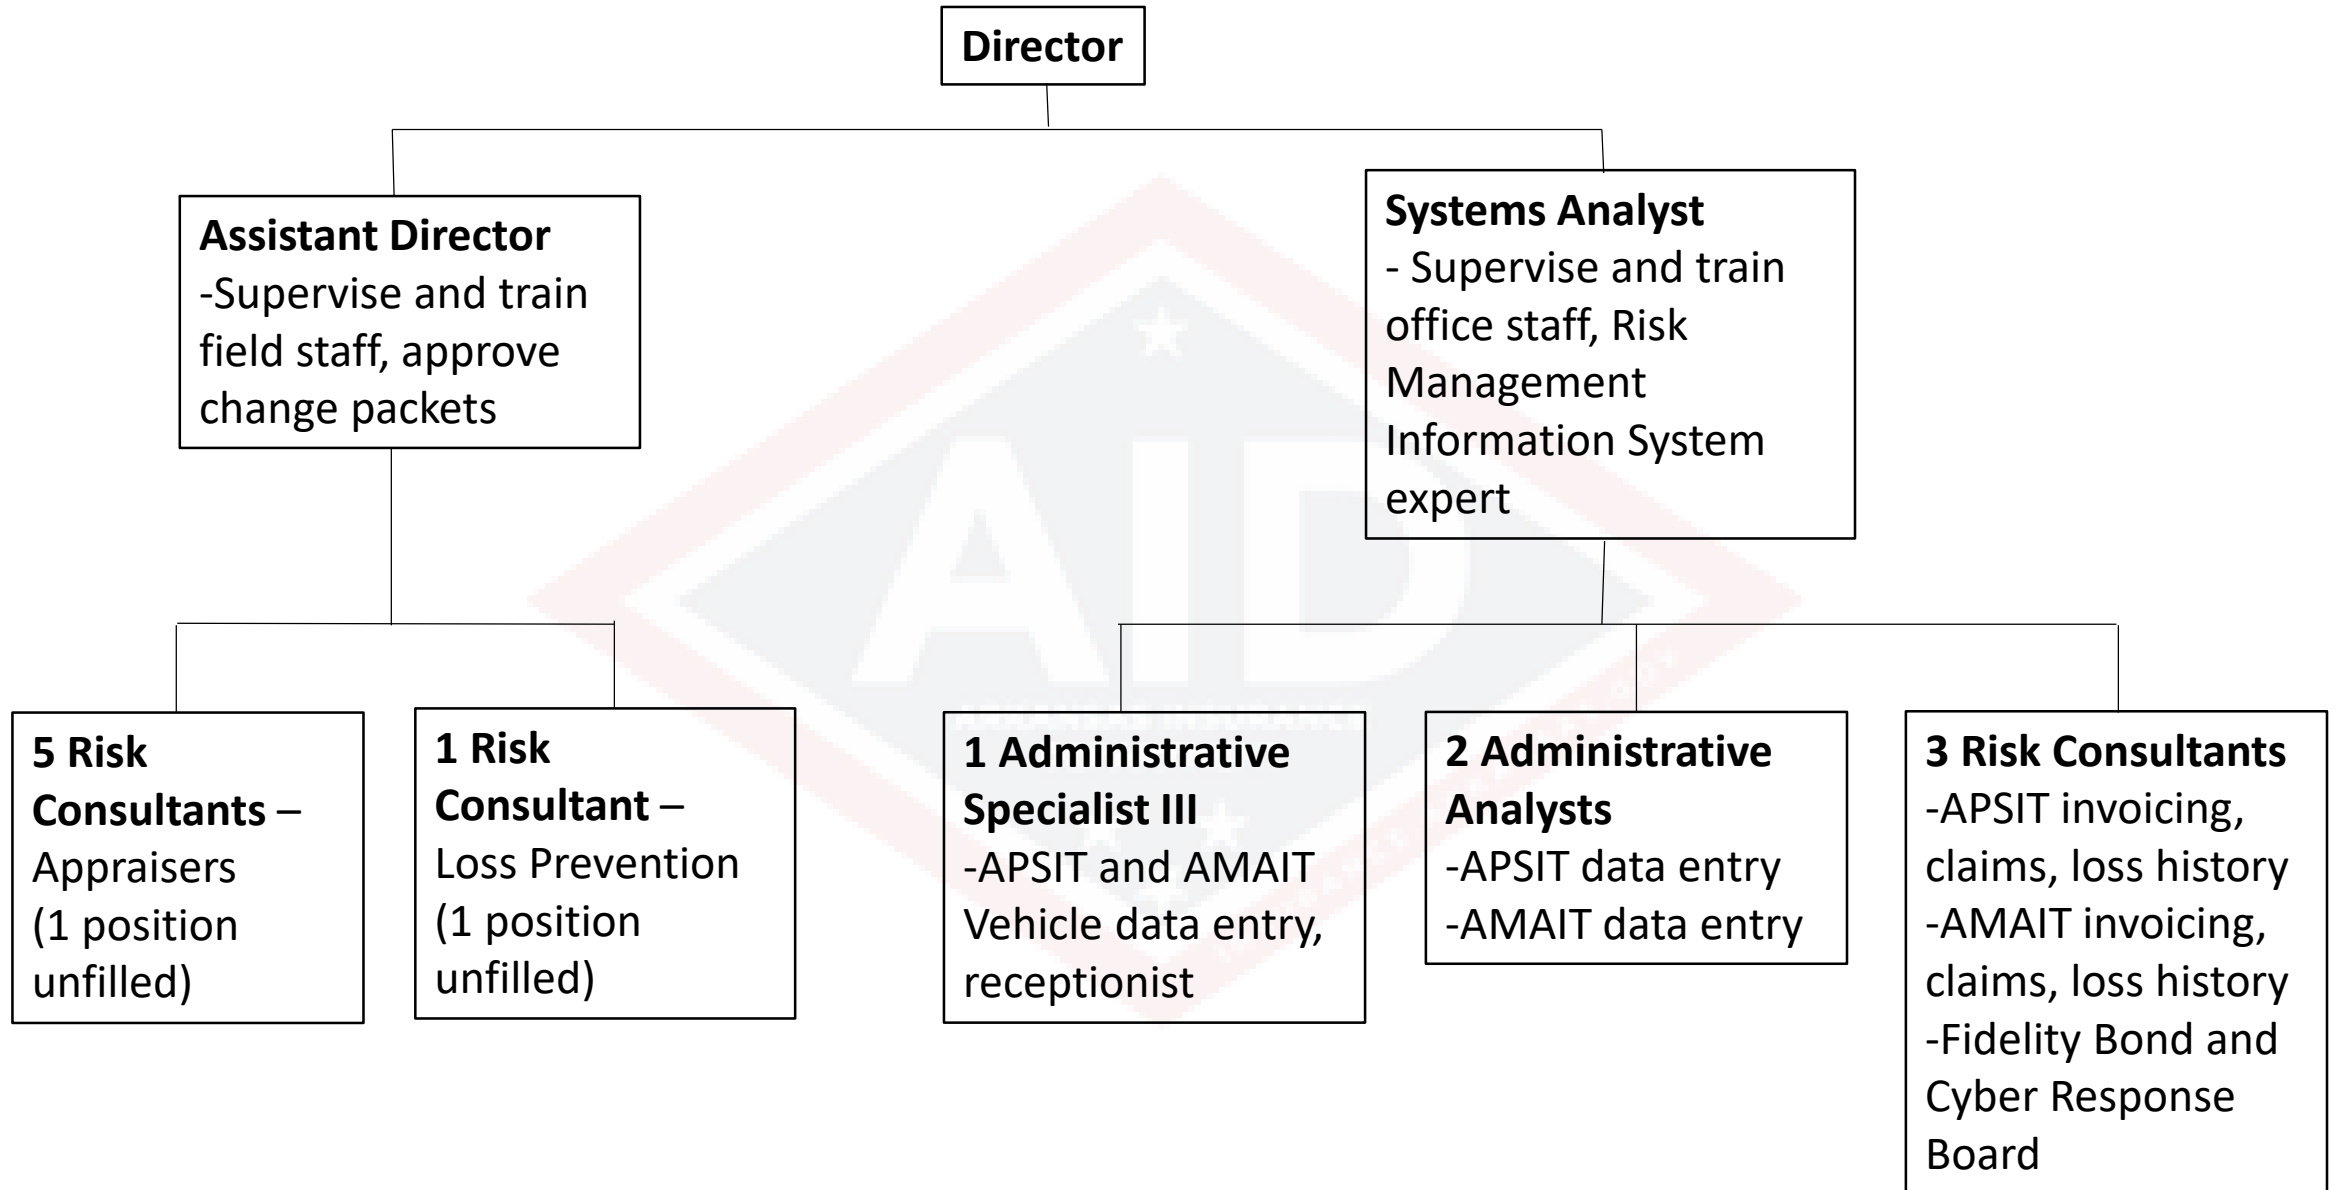 Director
Assistant Director
-Supervise and train
field staff, approve
change packets
Systems Analyst
- Supervise and train
office staff, Risk
Management
Information System
expert
5 Risk
Consultants –
Appraisers
(1 position
unfilled)
1 Risk
Consultant –
Loss Prevention
(1 position
unfilled)
1 Administrative
Specialist III
-APSIT and AMAIT
Vehicle data entry,
receptionist
2 Administrative
Analysts
-APSIT data entry
-AMAIT data entry
3 Risk Consultants
-APSIT invoicing,
claims, loss history
-AMAIT invoicing,
claims, loss history
-Fidelity Bond and
Cyber Response
Board
AID
ARKANSAS INSURANCE